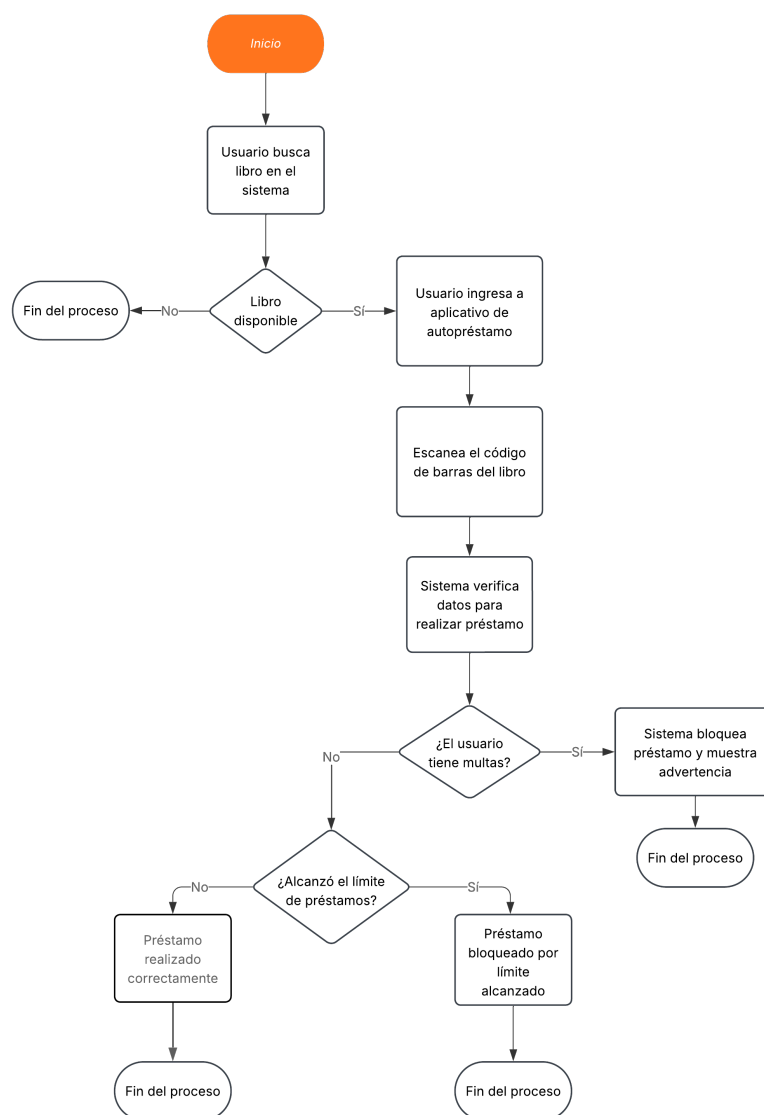 Inicio
Usuario busca
libro en el
sistema
Libro
disponible
No
Fin del proceso
Sí
Usuario ingresa a
aplicativo de
autopréstamo
Escanea el código
de barras del libro
Sistema verifica
datos para
realizar préstamo
¿El usuario
tiene multas?
Sí
Sistema bloquea
préstamo y muestra
advertencia
Fin del proceso
No
¿Alcanzó el límite
de préstamos?
No
Préstamo
realizado
correctamente
Fin del proceso
Sí
Préstamo
bloqueado por
límite
alcanzado
Fin del proceso